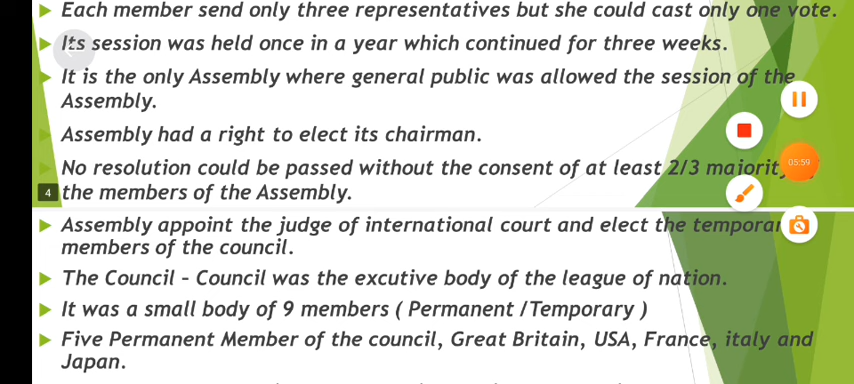 Each member send only three representatives but she could cast only one vote.
Its session was held once in a year which continued for three weeks.
It is the only Assembly where general public was allowed the session of the
Assembly.
Assembly had a right to elect its chairman.
No resolution could be passed without the consent of at least 2/3 majority
the members of the Assembly.
4
05:59
Assembly appoint the judge of international court and elect the
members of the council.
The Council – Council was the excutive body of the league of nation.
It was a small body of 9 members ( Permanent /Temporary )
Five Permanent Member of the council, Great Britain, USA, France, italy and
Japan.